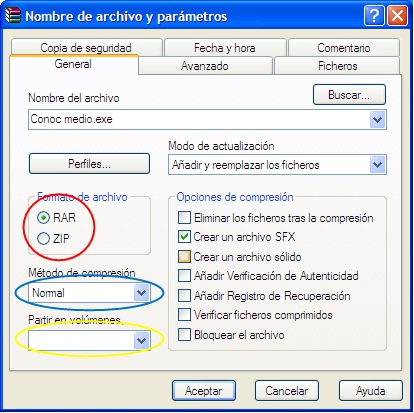 Nombre de archivo y parámetros
Copia de seguridad
Fecha y hora
Comentario
General
Avanzado
Ficheros
Nombre del archivo
Buscar...
Conoc medio.exe
Modo de actualización
Perfiles...
Añadir y reemplazar los ficheros
Formato de archivo
RAR
ZIP
Método de compresión
Normal
Partir en volúmenes,
Opciones de compresión
Eliminar los ficheros tras la compresión
Crear un archivo SFX
Crear un archivo sólido
Añadir Verificación de Autenticidad
Añadir Registro de Recuperación
Verificar ficheros comprimidos
Bloquear el archivo
Aceptar
Cancelar
Ayuda